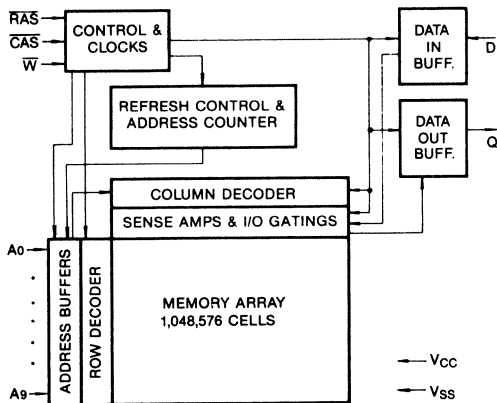 RAS
CAS
W
CONTROL &
CLOCKS
REFRESH CONTROL &
ADDRESS COUNTER
DATA
IN
BUFF.
D
DATA
OUT
BUFF.
Q
COLUMN DECODER
SENSE AMPS & I/O GATINGS
A0
A9
ADDRESS BUFFERS
ROW DECODER
MEMORY ARRAY
1,048,576 CELLS
VCC
VSS